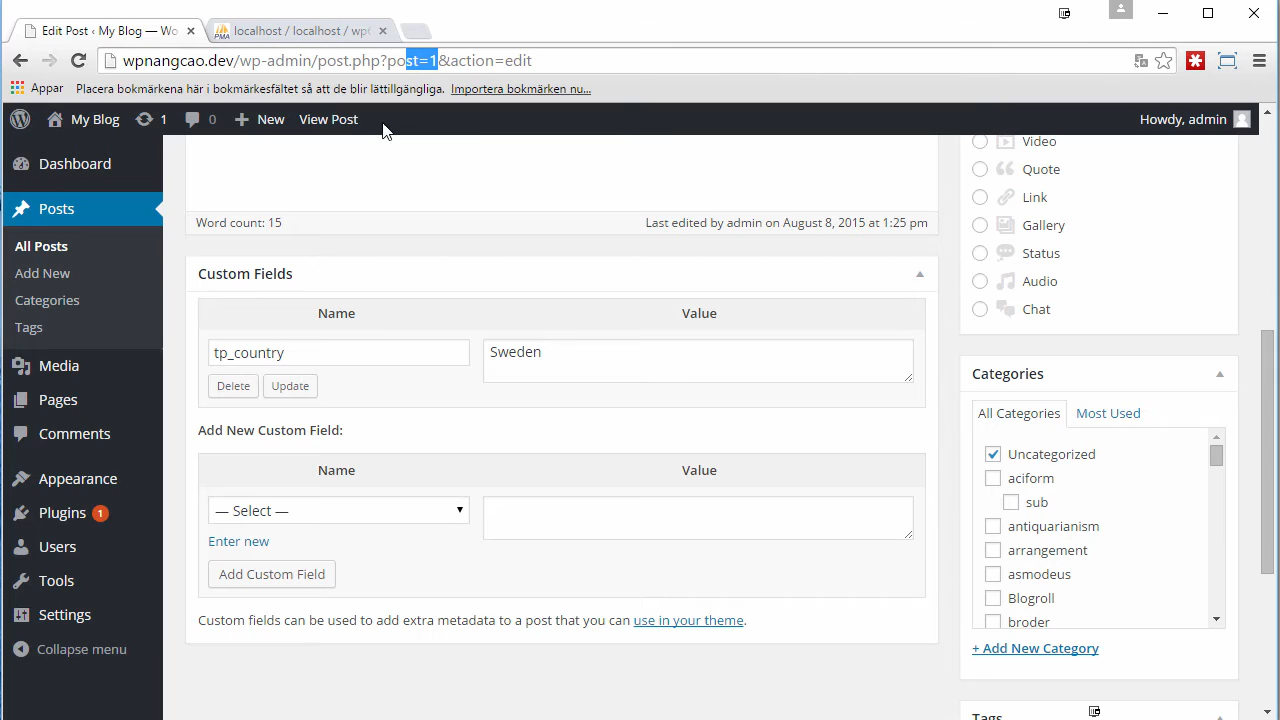 Edit Post ‹ My Blog — Wo
localhost / localhost / wp
wpnangcao.dev/wp-admin/post.php?post=1&action=edit
Appar
Placera bokmärkena här i bokmärkesfältet så att de blir lättillgängliga.
Importera bokmärken nu...
My Blog
1
0
New
View Post
Howdy, admin
Dashboard
Posts
All Posts
Add New
Categories
Tags
Media
Pages
Comments
Appearance
Plugins 1
Users
Tools
Settings
Collapse menu
Word count: 15
Last edited by admin on August 8, 2015 at 1:25 pm
Custom Fields
Name
Value
tp_country
Sweden
Delete
Update
Add New Custom Field:
Name
Value
— Select —
Enter new
Add Custom Field
Custom fields can be used to add extra metadata to a post that you can use in your theme.
Video
Quote
Link
Gallery
Status
Audio
Chat
Categories
All Categories
Most Used
Uncategorized
aciform
sub
antiquarianism
arrangement
asmodeus
Blogroll
broder
+ Add New Category
Tags